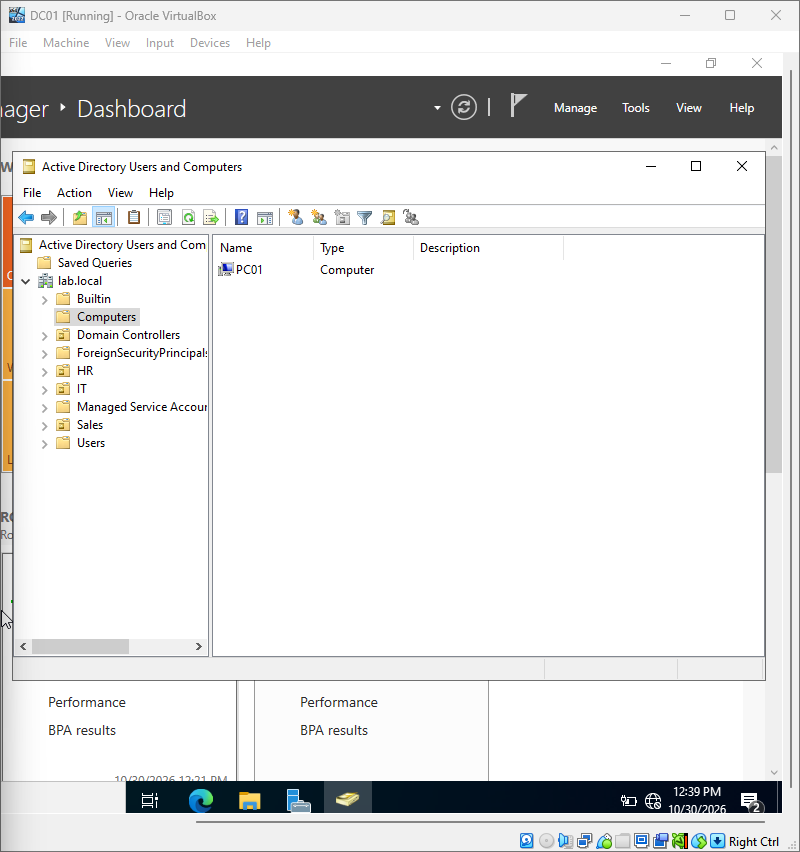 DC01 [Running] - Oracle VirtualBox
File Machine View Input Devices Help
Dashboard
Manage Tools View Help
Active Directory Users and Computers
File Action View Help
Active Directory Users and Com
Name Type Description
Saved Queries
PC01 Computer
lab.local
Builtin
Computers
Domain Controllers
ForeignSecurityPrincipals
HR
IT
Managed Service Accour
Sales
Users
Performance Performance
BPA results BPA results
10/30/2026 12:21 PM
12:39 PM
10/30/2026
2
Right Ctrl